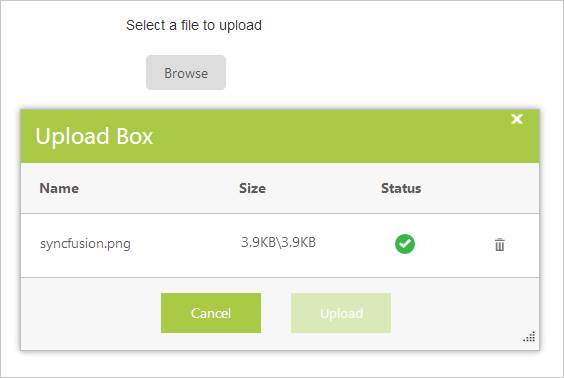 Select a file to upload
Browse
Upload Box
Name Size Status
syncfusion.png 3.9KB\3.9KB
Cancel Upload